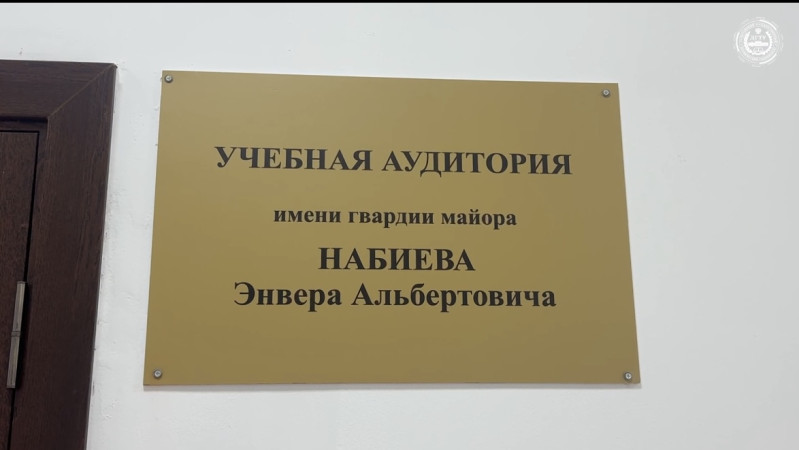 УЧЕБНАЯ АУДИТОРИЯ
имени гвардии майора
НАБИЕВА
Энвера Альбертовича